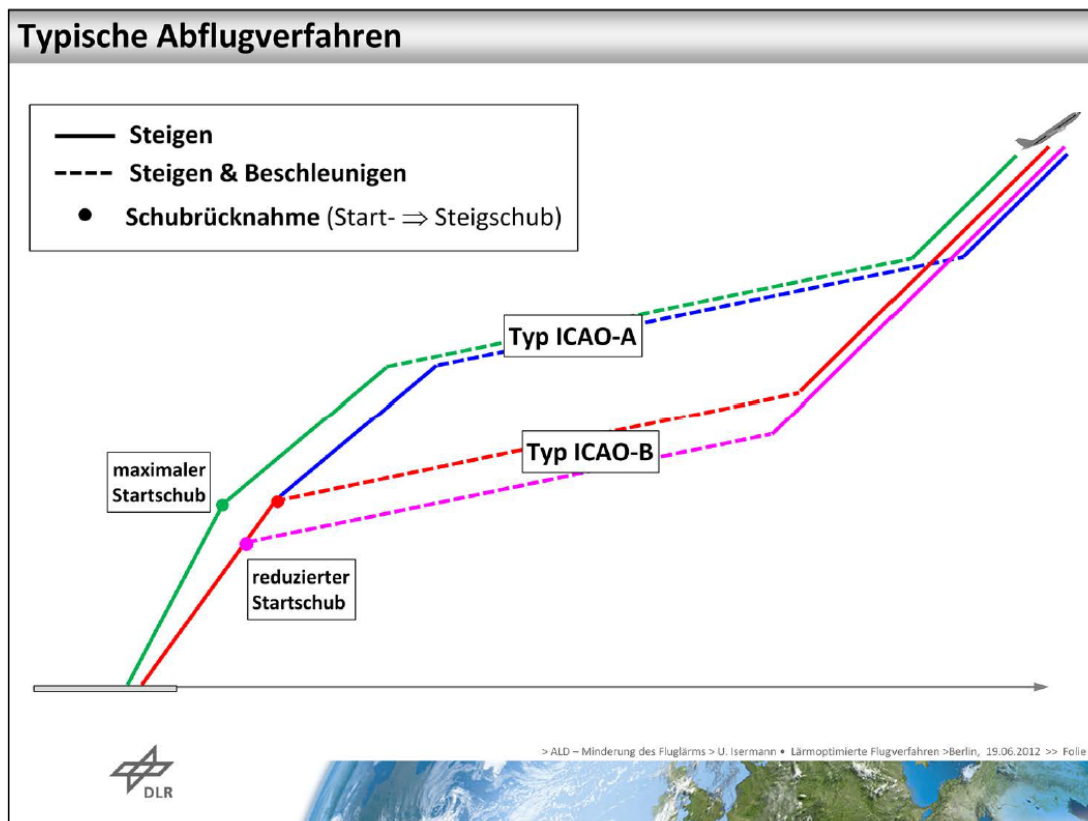 Typische Abflugverfahren
Steigen
Steigen & Beschleunigen
Schubrücknahme (Start- ⇒ Steigschub)
Typ ICAO-A
Typ ICAO-B
maximaler
Startschub
reduzierter
Startschub
> ALD – Minderung des Fluglärms > U. Isermann • Lärmoptimierte Flugverfahren >Berlin, 19.06.2012 >> Folie
DLR